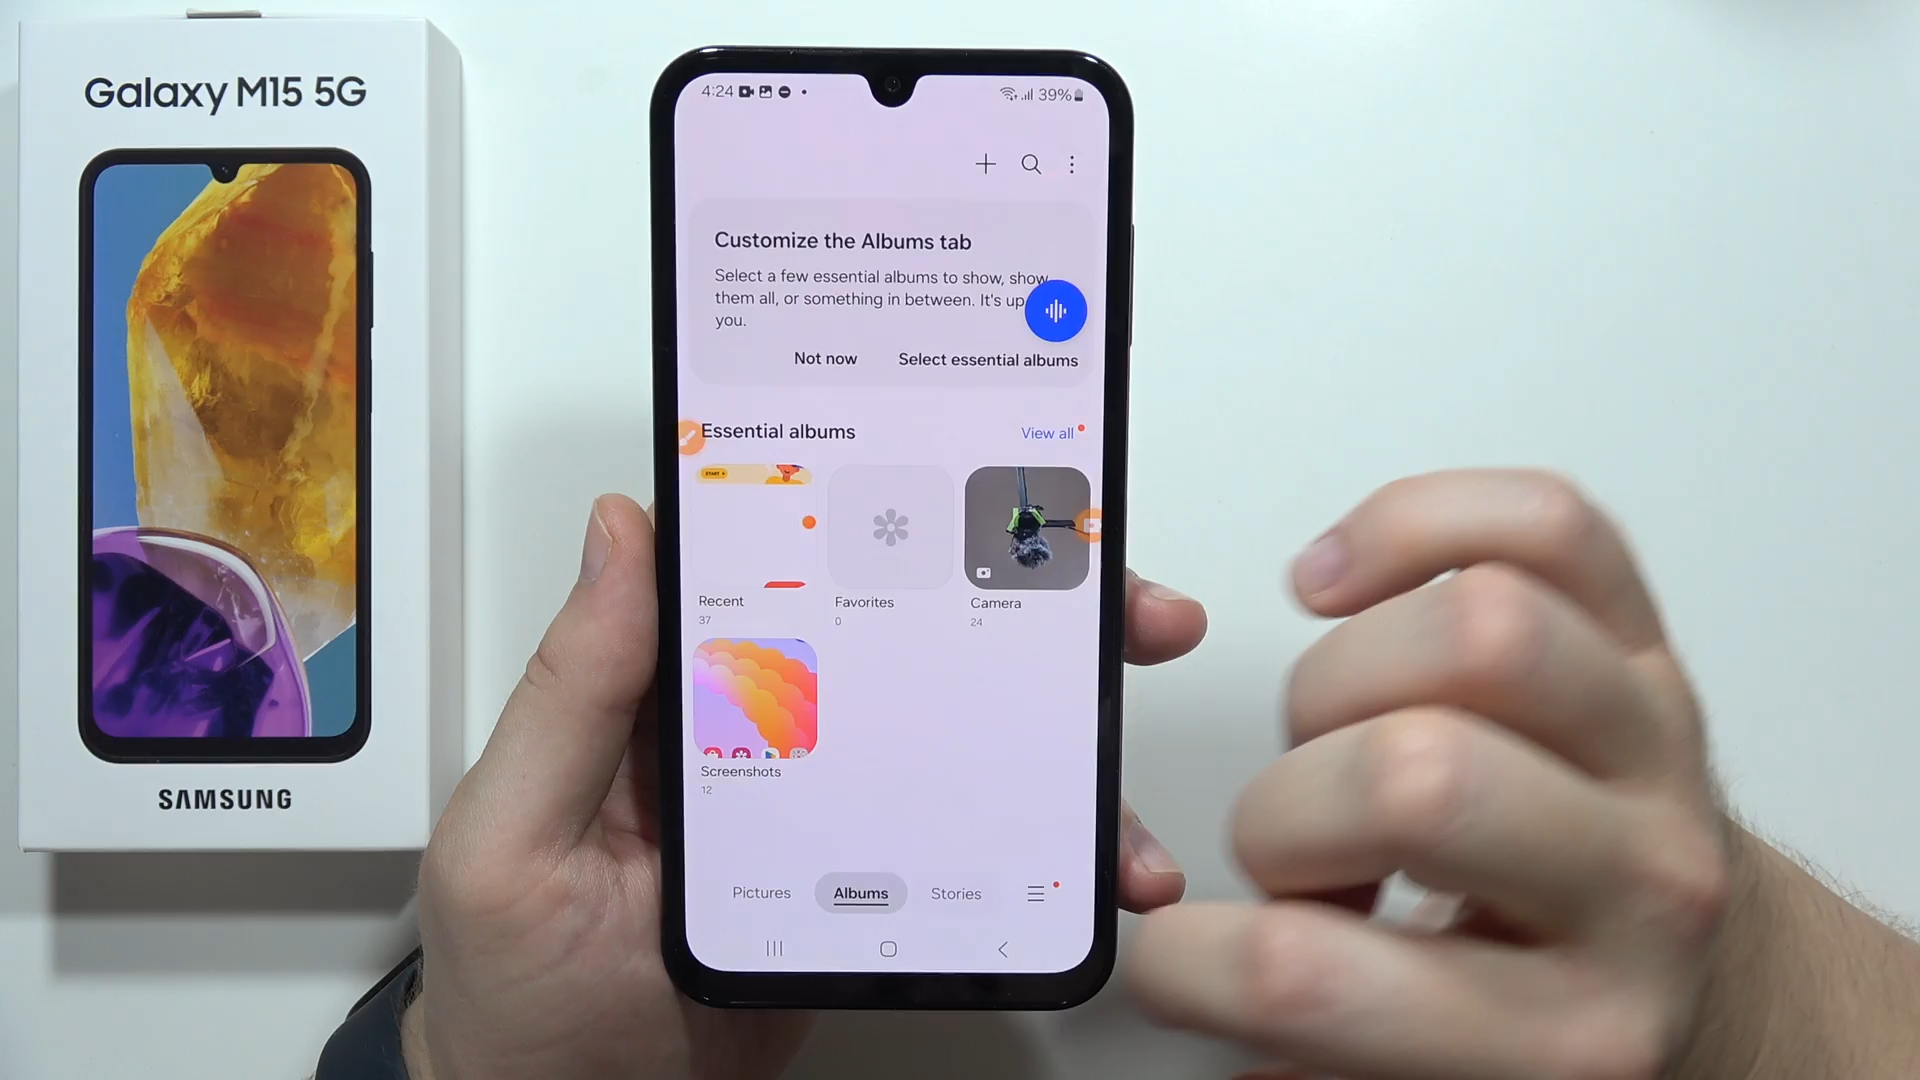 Galaxy M15 5G
SAMSUNG
4:24
39%
Customize the Albums tab
Select a few essential albums to show, show
them all, or something in between. It's up
you.
Not now
Select essential albums
Essential albums
View all
START
Recent
37
Favorites
0
Camera
24
Screenshots
12
Pictures
Albums
Stories